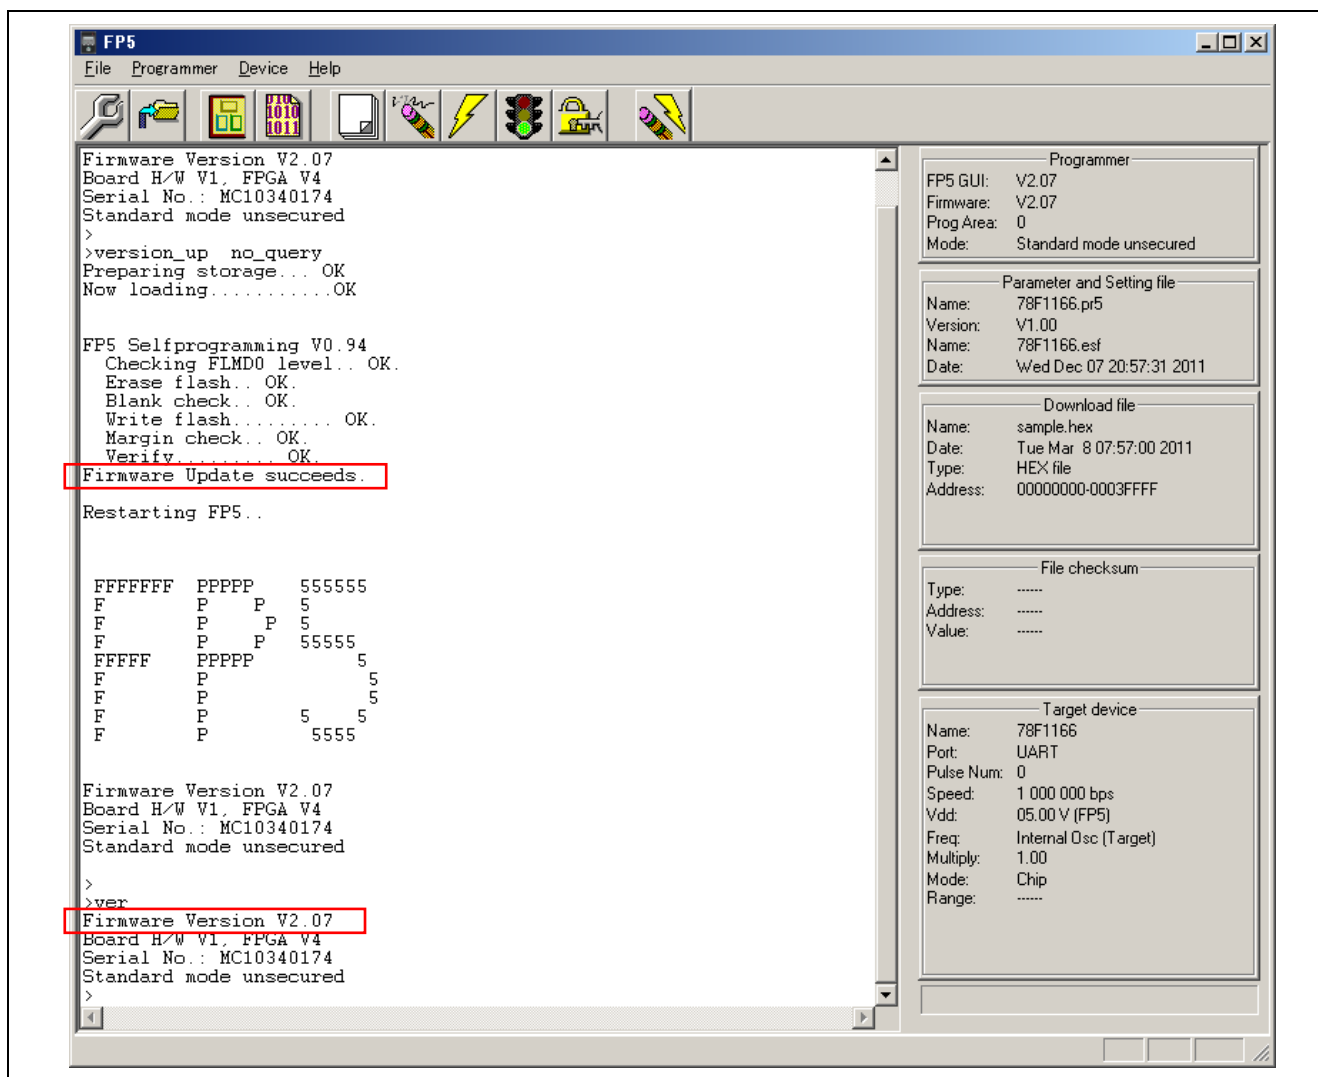 FP5
File Programmer Device Help
Firmware Version V2.07
Board H/W V1, FPGA V4
Serial No.: MC10340174
Standard mode unsecured
>
>version_up no_query
Preparing storage... OK
Now loading...........OK
FP5 Selfprogramming V0.94
Checking FLMD0 level.. OK.
Erase flash.. OK.
Blank check.. OK.
Write flash......... OK.
Margin check.. OK.
Verify......... OK.
Firmware Update succeeds.
Restarting FP5..
FFFFFFF PPPPP 555555
F P P 5
F P P 5
F P P 55555
FFFFF PPPPP 5
F P 5
F P 5
F P 5 5
F P 5555
Firmware Version V2.07
Board H/W V1, FPGA V4
Serial No.: MC10340174
Standard mode unsecured
>
>ver
Firmware Version V2.07
Board H/W V1, FPGA V4
Serial No.: MC10340174
Standard mode unsecured
>
Programmer
FP5 GUI: V2.07
Firmware: V2.07
Prog Area: 0
Mode: Standard mode unsecured
Parameter and Setting file
Name: 78F1166.pr5
Version: V1.00
Name: 78F1166.esf
Date: Wed Dec 07 20:57:31 2011
Download file
Name: sample.hex
Date: Tue Mar 8 07:57:00 2011
Type: HEX file
Address: 00000000-0003FFFF
File checksum
Type: ------
Address: ------
Value: ------
Target device
Name: 78F1166
Port: UART
Pulse Num: 0
Speed: 1 000 000 bps
Vdd: 05.00 V (FP5)
Freq: Internal Osc (Target)
Multiply: 1.00
Mode: Chip
Range: ------